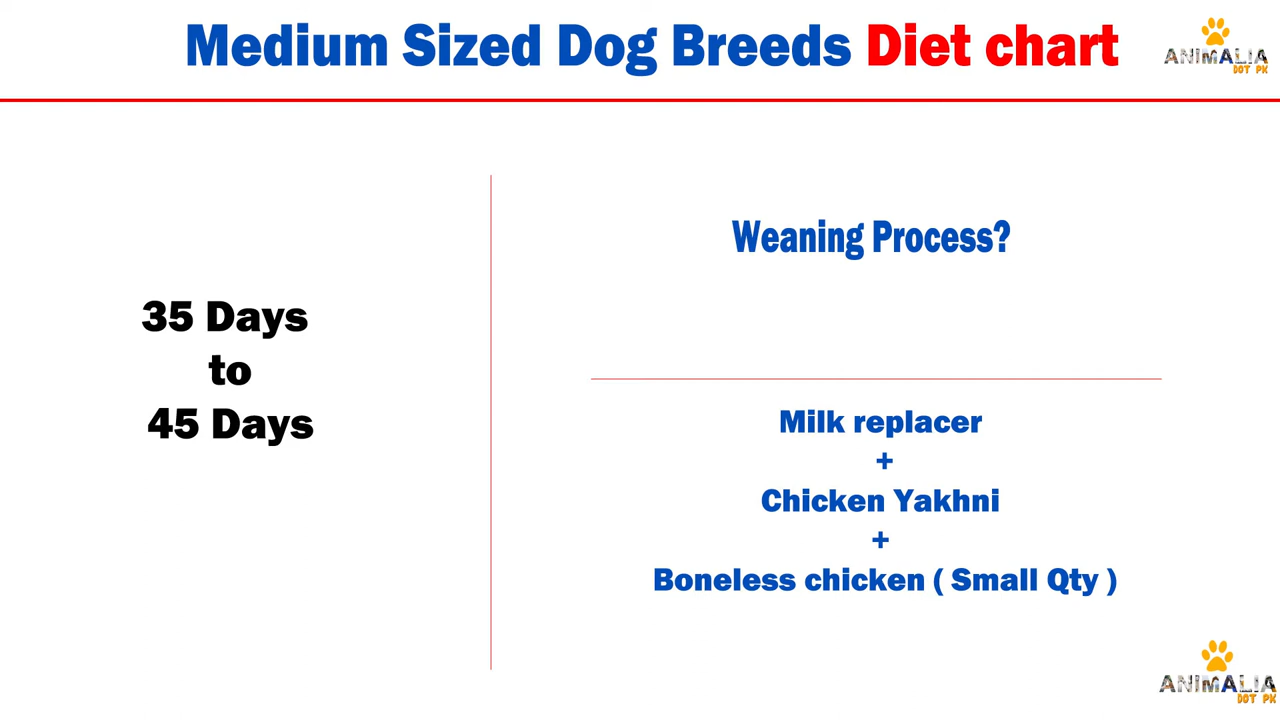 Medium Sized Dog Breeds Diet chart
ANIMALIA
DOT PK
Weaning Process?
35 Days
to
45 Days
Milk replacer
+
Chicken Yakhni
+
Boneless chicken ( Small Qty )
ANIMALIA
DOT PK